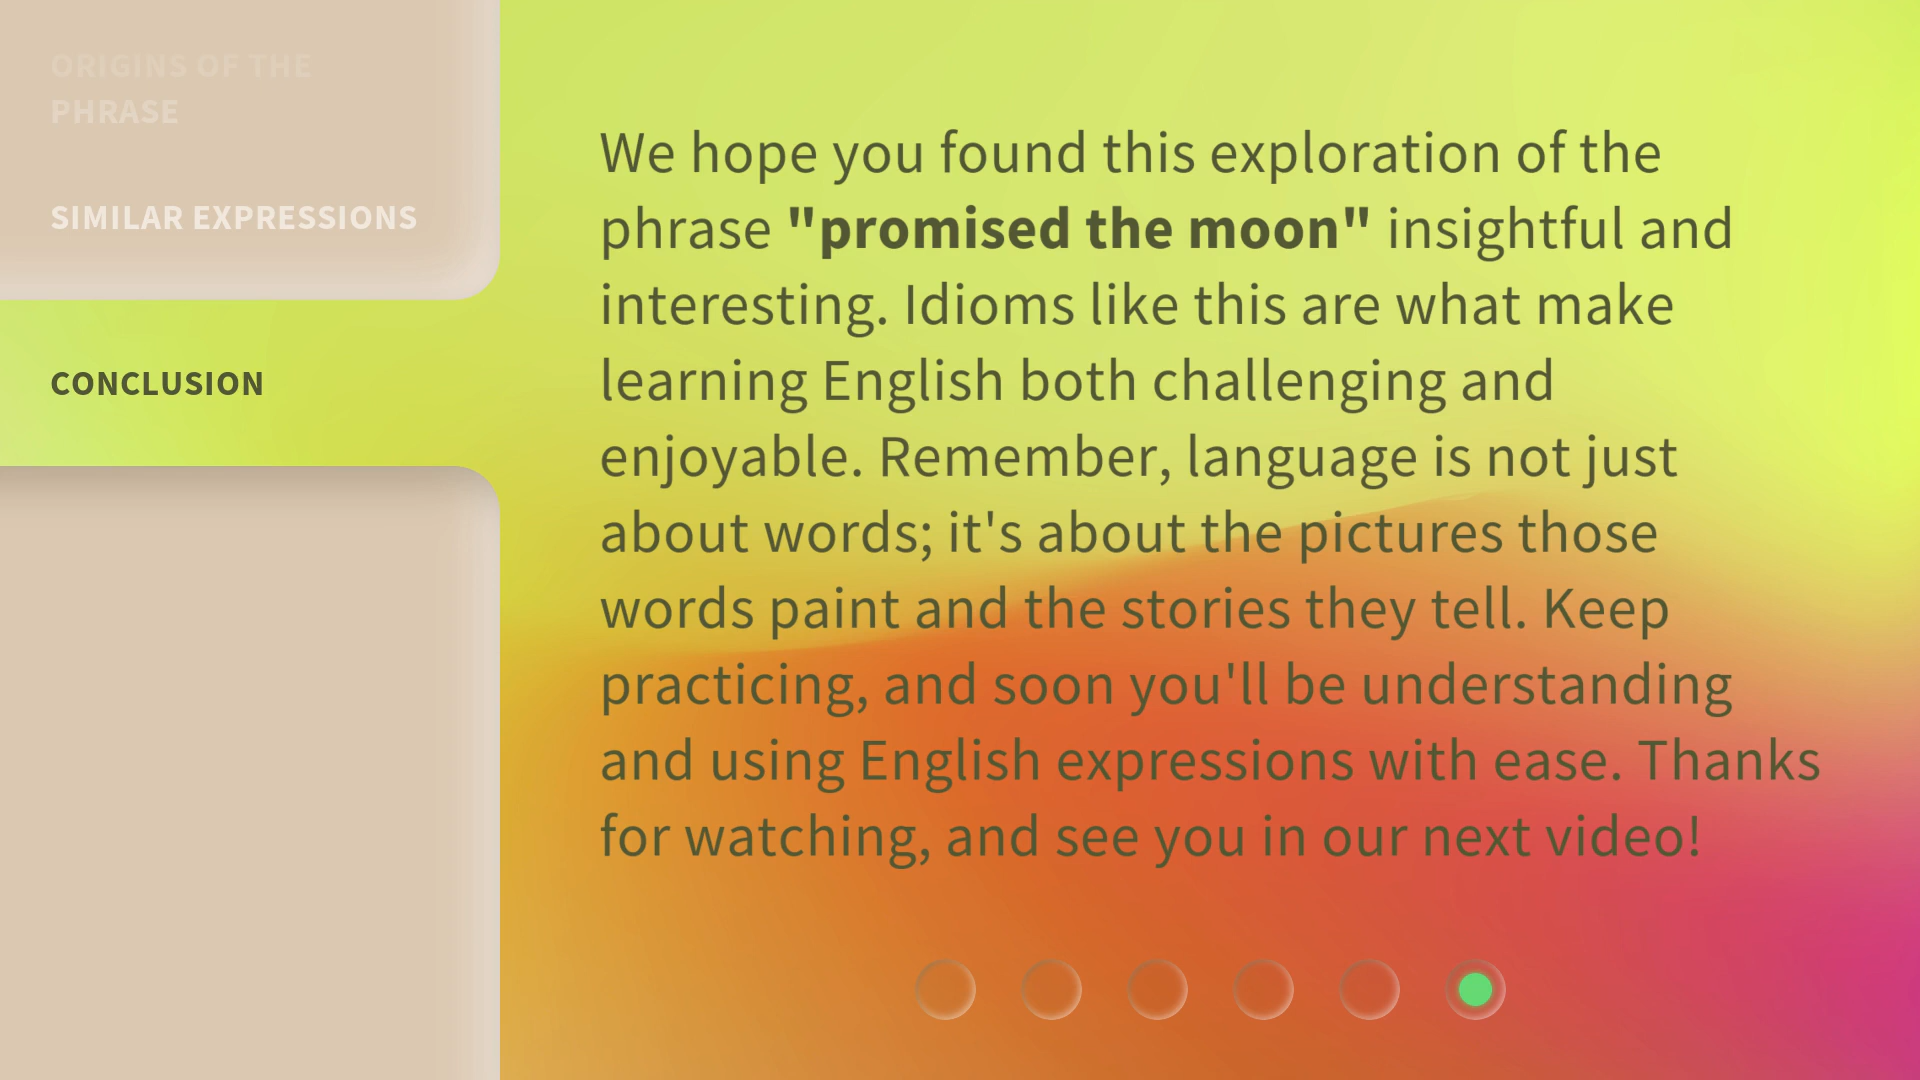 ORIGINS OF THE
PHRASE
SIMILAR EXPRESSIONS
CONCLUSION
We hope you found this exploration of the
phrase "promised the moon" insightful and
interesting. Idioms like this are what make
learning English both challenging and
enjoyable. Remember, language is not just
about words; it's about the pictures those
words paint and the stories they tell. Keep
practicing, and soon you'll be understanding
and using English expressions with ease. Thanks
for watching, and see you in our next video!